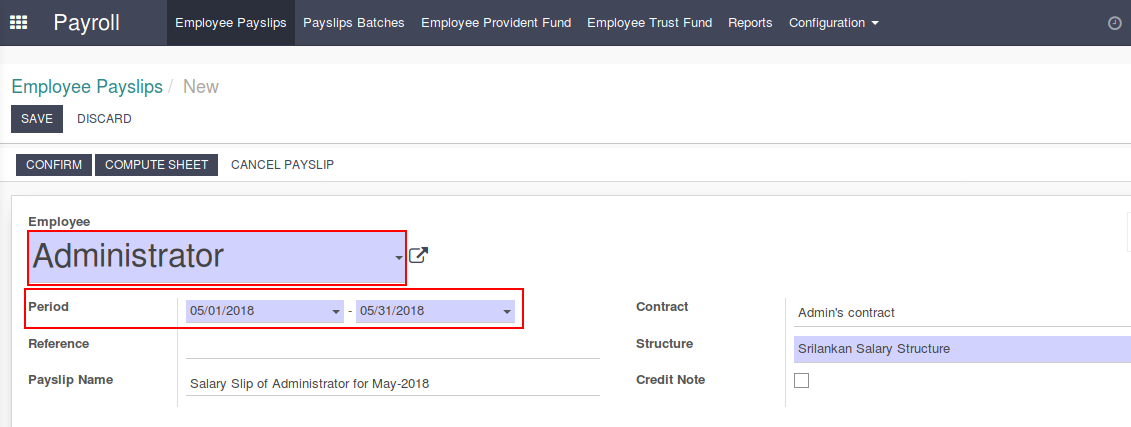 Payroll Employee Payslips Payslips Batches Employee Provident Fund Employee Trust Fund Reports Configuration
Employee Payslips / New
SAVE DISCARD
CONFIRM COMPUTE SHEET CANCEL PAYSLIP
Employee
Administrator
Period 05/01/2018 - 05/31/2018 Contract Admin's contract
Reference Structure Srilankan Salary Structure
Payslip Name Salary Slip of Administrator for May-2018 Credit Note